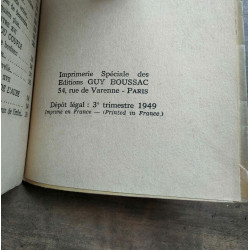 Imprimerie Spéciale des
Editions GUY BOUSSAC
54, rue de Varenne - PARIS
Dépôt légal : 3e trimestre 1949
(Imprimé en France — (Printed in France.)